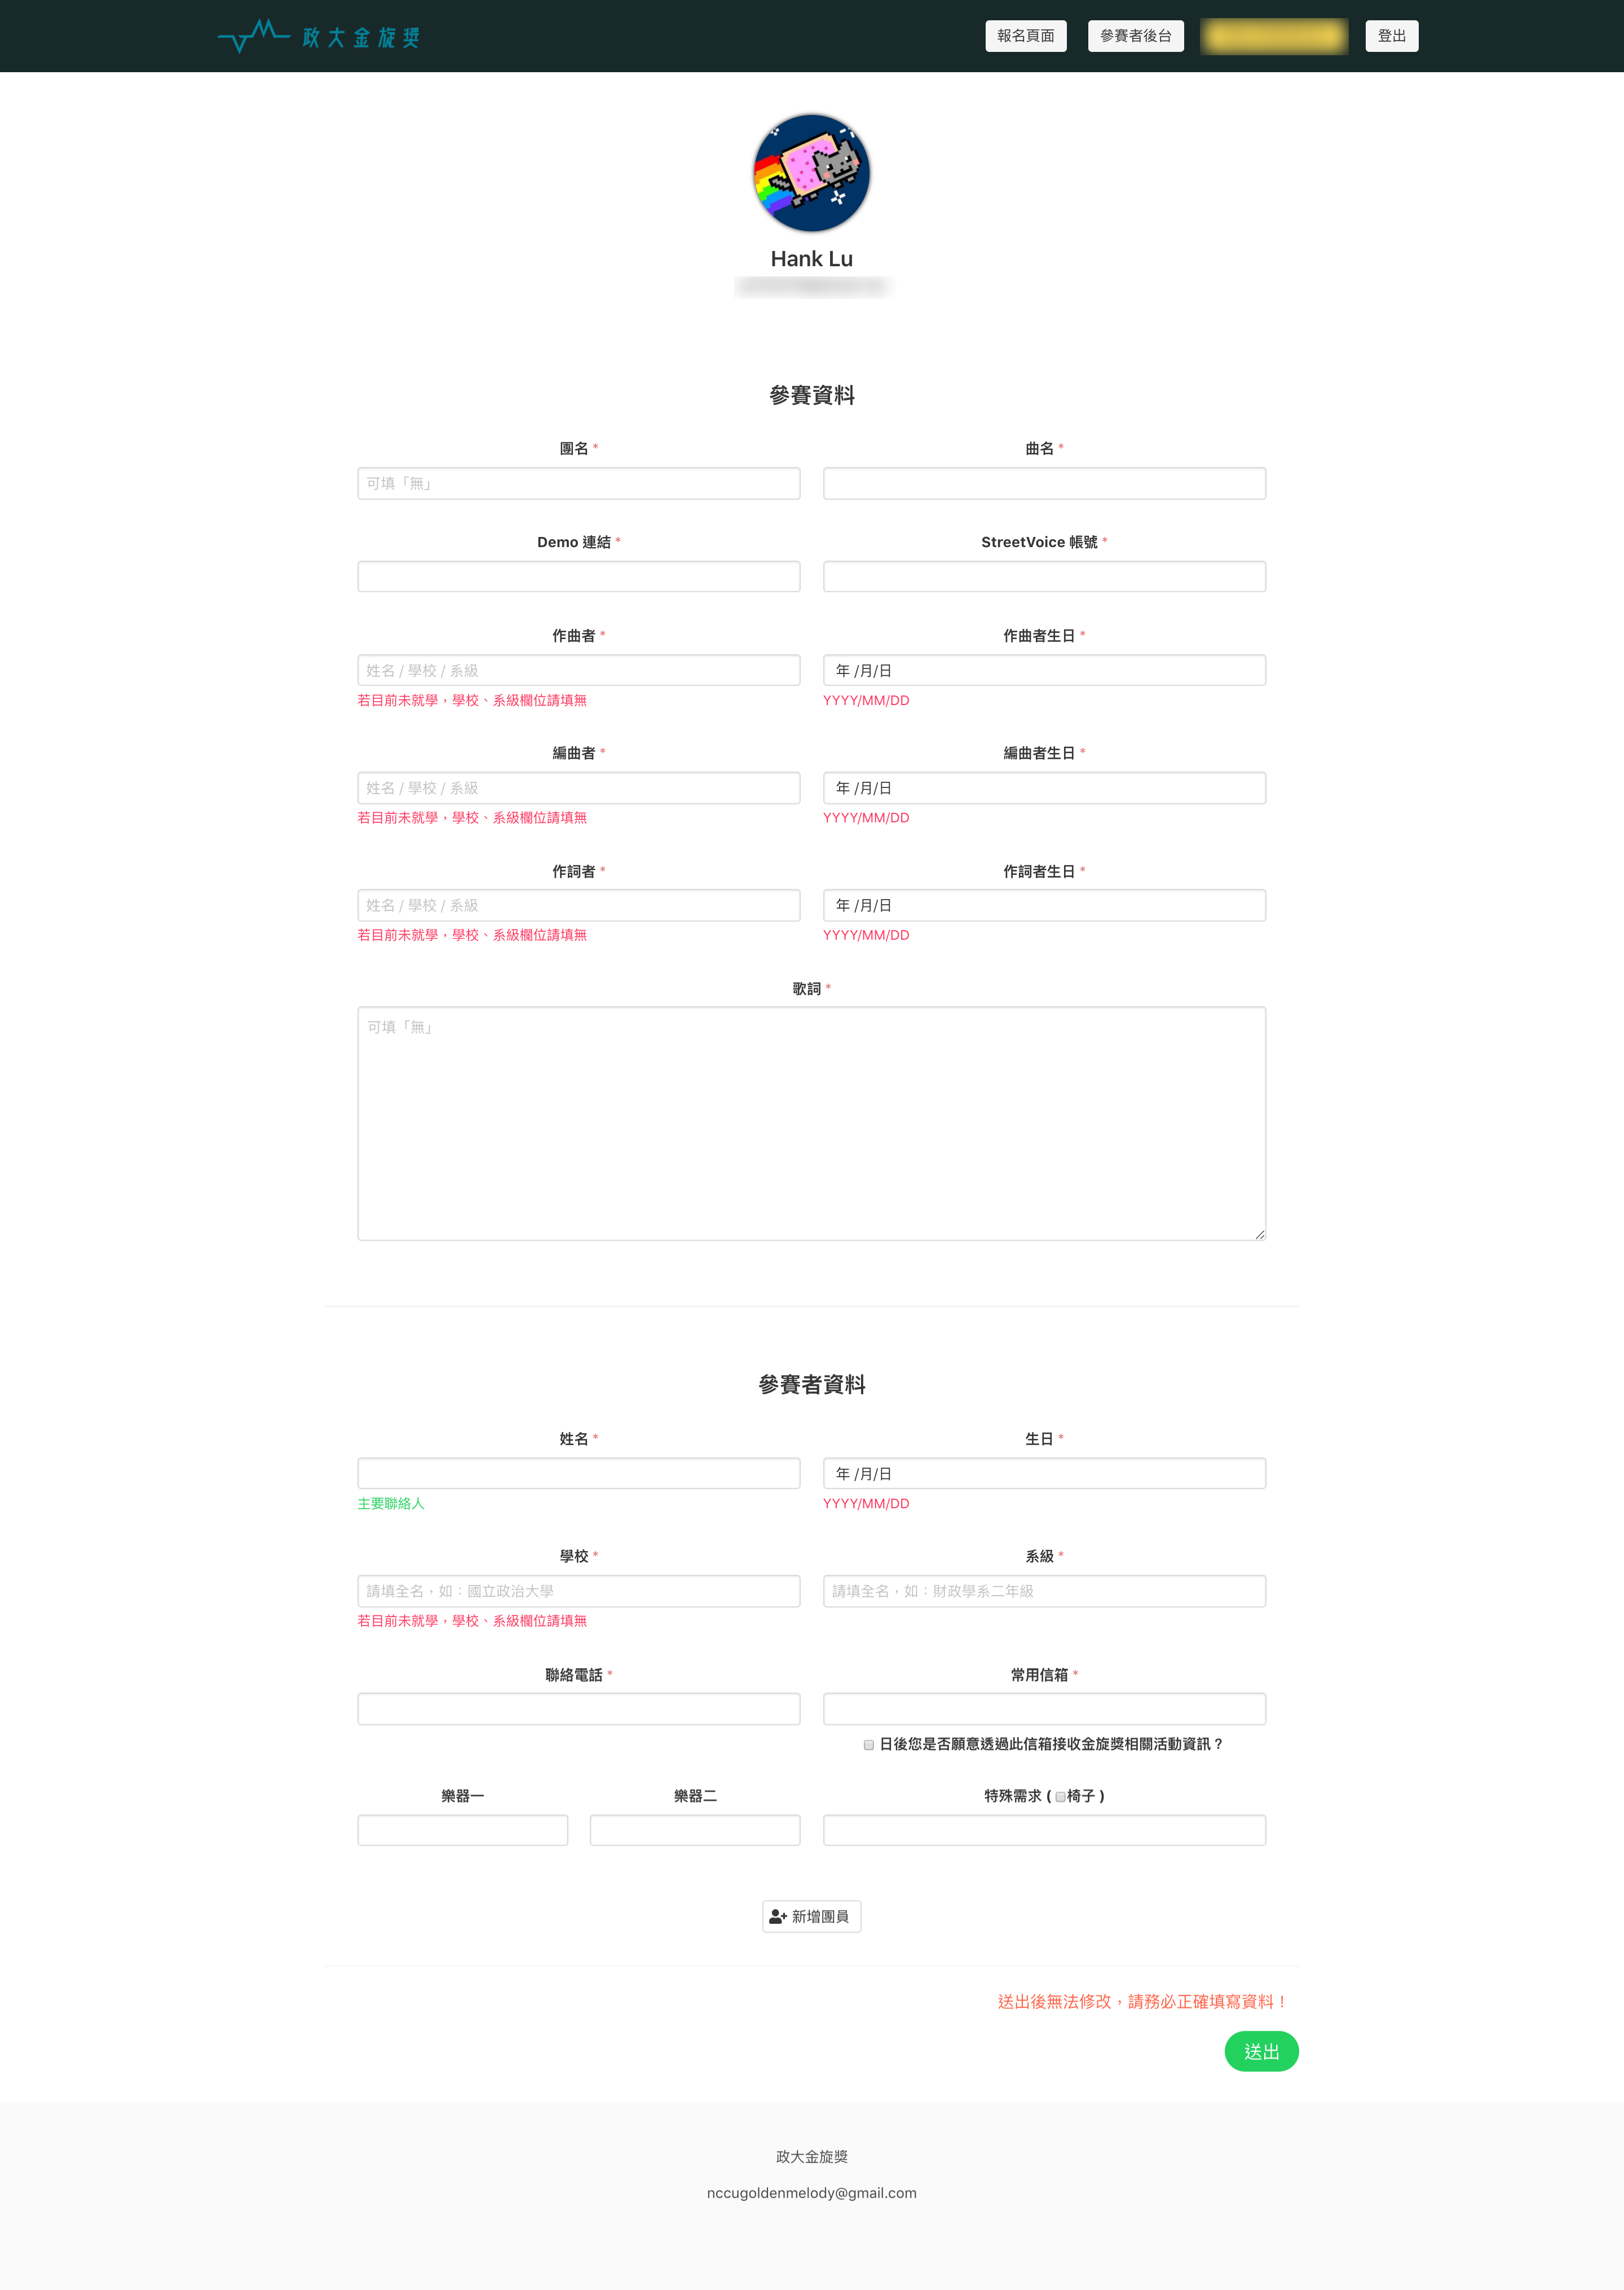 政大金旋獎
報名頁面 參賽者後台 登出
Hank Lu
參賽資料
團名 * 曲名 *
可填「無」
Demo 連結 * StreetVoice 帳號 *
作曲者 * 作曲者生日 *
姓名 / 學校 / 系級 年 /月/日
若目前未就學，學校、系級欄位請填無 YYYY/MM/DD
編曲者 * 編曲者生日 *
姓名 / 學校 / 系級 年 /月/日
若目前未就學，學校、系級欄位請填無 YYYY/MM/DD
作詞者 * 作詞者生日 *
姓名 / 學校 / 系級 年 /月/日
若目前未就學，學校、系級欄位請填無 YYYY/MM/DD
歌詞 *
可填「無」
參賽者資料
姓名 * 生日 *
年 /月/日
主要聯絡人 YYYY/MM/DD
學校 * 系級 *
請填全名，如：國立政治大學 請填全名，如：財政學系二年級
若目前未就學，學校、系級欄位請填無
聯絡電話 * 常用信箱 *
日後您是否願意透過此信箱接收金旋獎相關活動資訊？
樂器一 樂器二 特殊需求 ( 椅子 )
新增團員
送出後無法修改，請務必正確填寫資料！
送出
政大金旋獎
nccugoldenmelody@gmail.com